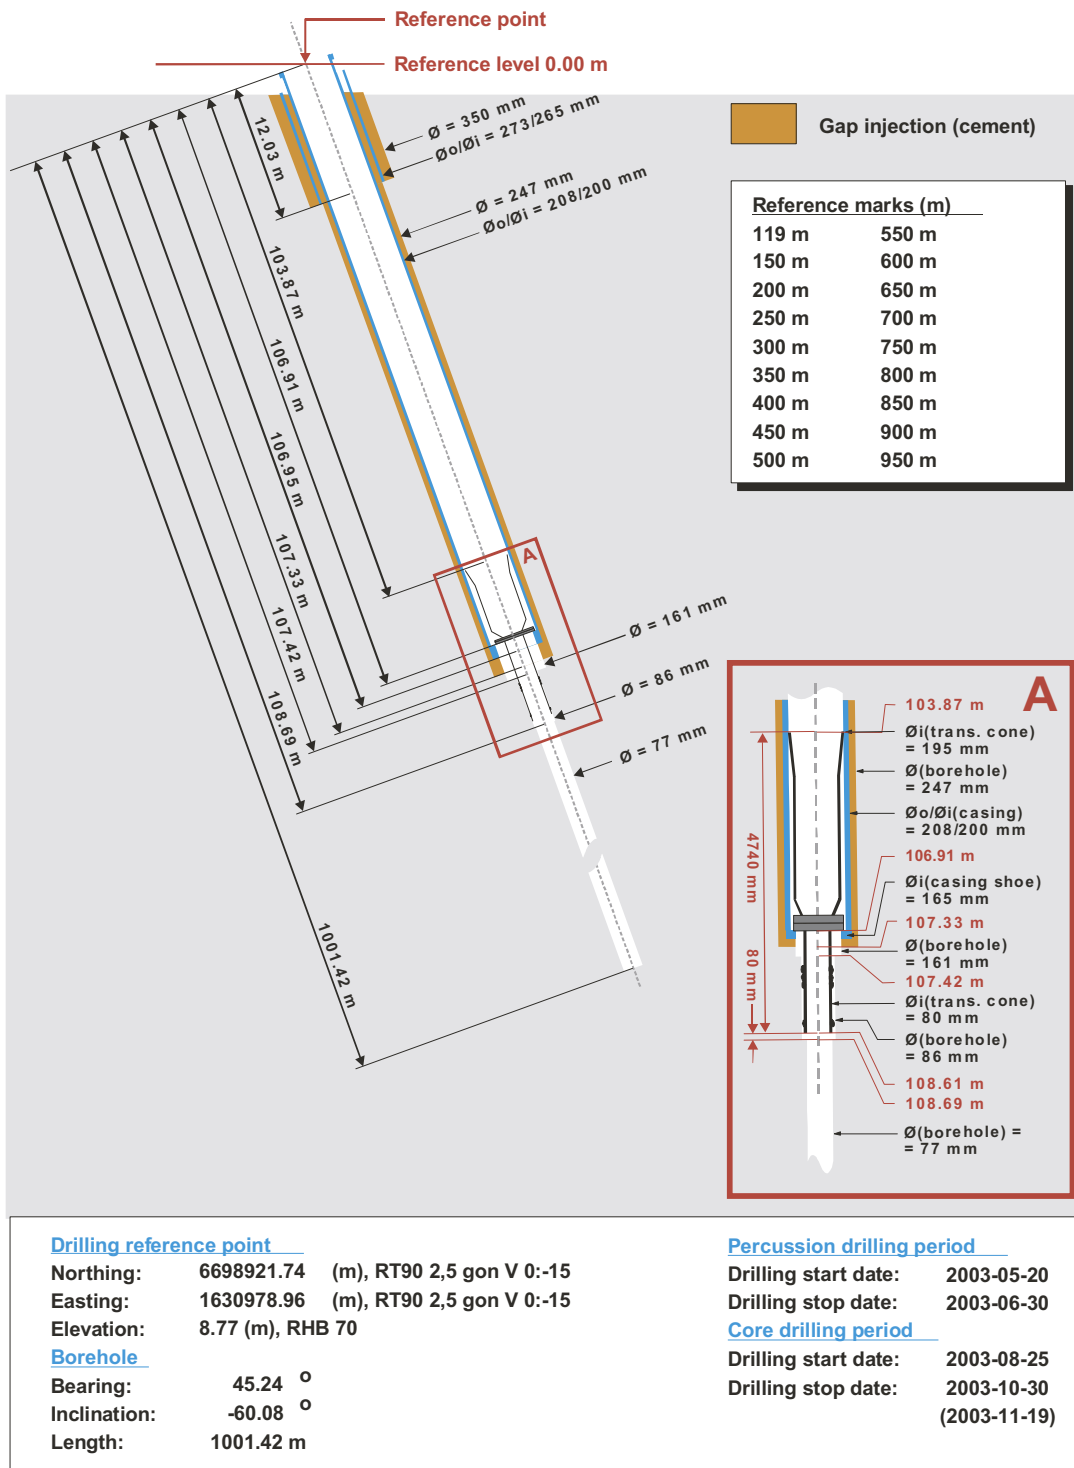 Reference point
Reference level 0.00 m
Ø = 350 mm
Øo/Øi = 273/265 mm
Ø = 247 mm
Øo/Øi = 208/200 mm
12.03 m
103.87 m
106.91 m
106.95 m
107.33 m
107.42 m
108.69 m
1001.42 m
A
Ø = 161 mm
Ø = 86 mm
Ø = 77 mm
Gap injection (cement)
Reference marks (m)
119 m 550 m
150 m 600 m
200 m 650 m
250 m 700 m
300 m 750 m
350 m 800 m
400 m 850 m
450 m 900 m
500 m 950 m
A
103.87 m
Øi(trans. cone)
= 195 mm
Ø(borehole)
= 247 mm
Øo/Øi(casing)
= 208/200 mm
4740 mm
106.91 m
Øi(casing shoe)
= 165 mm
107.33 m
Ø(borehole)
= 161 mm
80 mm
107.42 m
Øi(trans. cone)
= 80 mm
Ø(borehole)
= 86 mm
108.61 m
108.69 m
Ø(borehole) =
= 77 mm
Drilling reference point
Northing: 6698921.74 (m), RT90 2,5 gon V 0:-15
Easting: 1630978.96 (m), RT90 2,5 gon V 0:-15
Elevation: 8.77 (m), RHB 70
Borehole
Bearing: 45.24 o
Inclination: -60.08 o
Length: 1001.42 m
Percussion drilling period
Drilling start date: 2003-05-20
Drilling stop date: 2003-06-30
Core drilling period
Drilling start date: 2003-08-25
Drilling stop date: 2003-10-30
(2003-11-19)